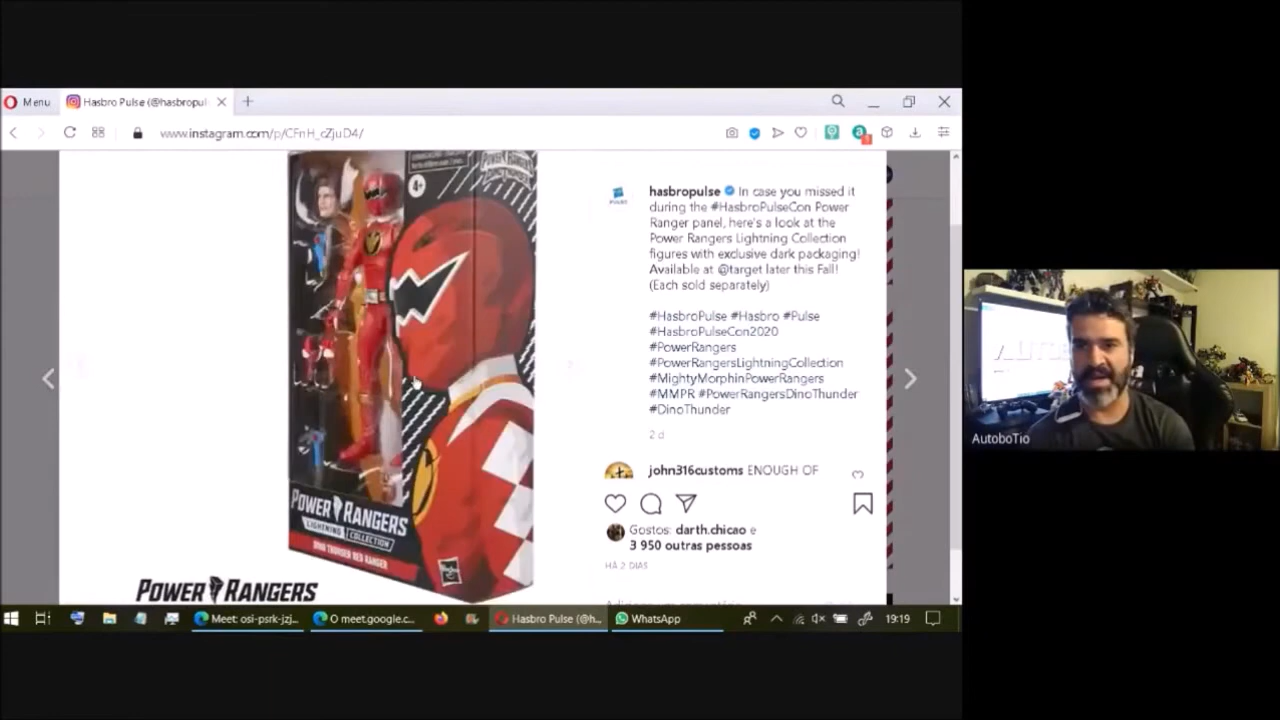 Menu
Hasbro Pulse (@hasbropul
www.instagram.com/p/CFnH_cZjuD4/
4+
POWER RANGERS
LIGHTNING COLLECTION
DINO THUNDER RED RANGER
Hasbro
POWER RANGERS
hasbropulse In case you missed it
during the #HasbroPulseCon Power
Ranger panel, here's a look at the
Power Rangers Lightning Collection
figures with exclusive dark packaging!
Available at @target later this Fall!
(Each sold separately)
#HasbroPulse #Hasbro #Pulse
#HasbroPulseCon2020
#PowerRangers
#PowerRangersLightningCollection
#MightyMorphinPowerRangers
#MMPR #PowerRangersDinoThunder
#DinoThunder
2 d
john316customs ENOUGH OF
Gostos: darth.chicao e
3 950 outras pessoas
HÁ 2 DIAS
AutoboTio
Meet: osi-psrk-jzj...
O meet.google.c...
Hasbro Pulse (@h...
WhatsApp
19:19